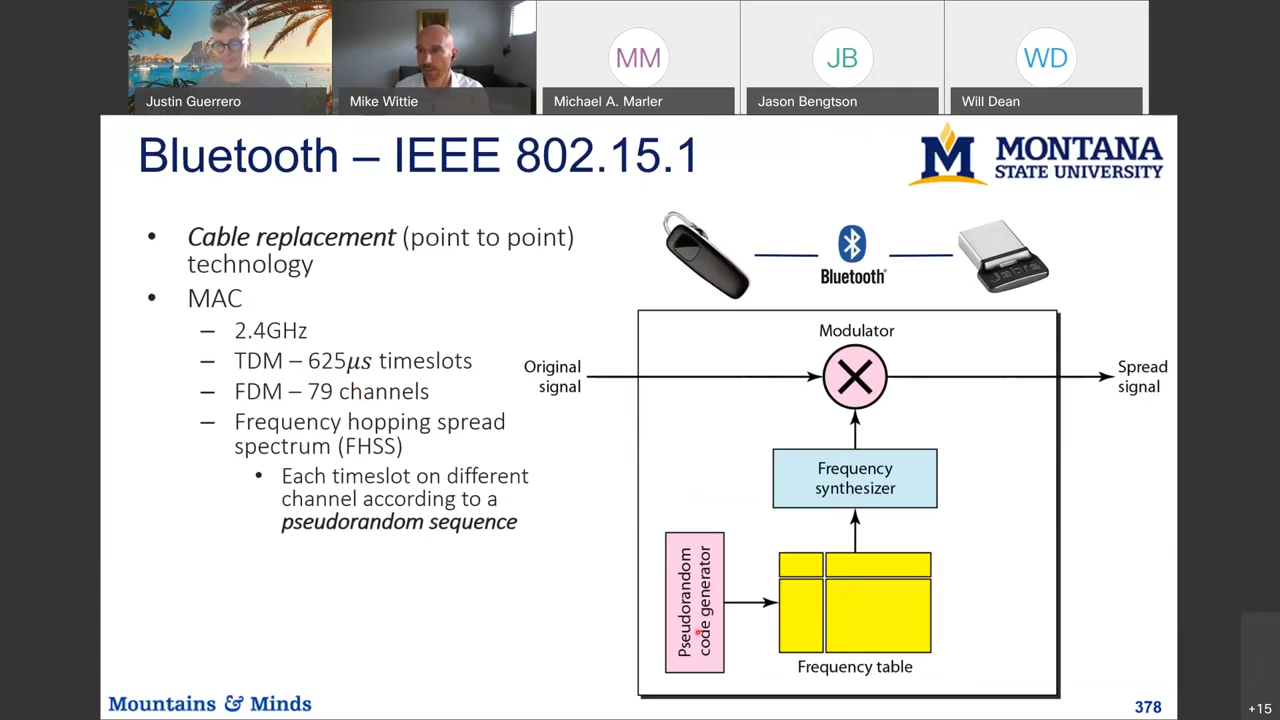 MM
JB
WD
Justin Guerrero
Mike Wittie
Michael A. Marler
Jason Bengtson
Will Dean
Bluetooth – IEEE 802.15.1
M
MONTANA
STATE UNIVERSITY
• Cable replacement (point to point)
technology
• MAC
– 2.4GHz
– TDM – 625μs timeslots
– FDM – 79 channels
– Frequency hopping spread
spectrum (FHSS)
• Each timeslot on different
channel according to a
pseudorandom sequence
Bluetooth®
Jabra
Modulator
Original
signal
Spread
signal
Frequency
synthesizer
Pseudorandom
code generator
Frequency table
Mountains & Minds
378
+15